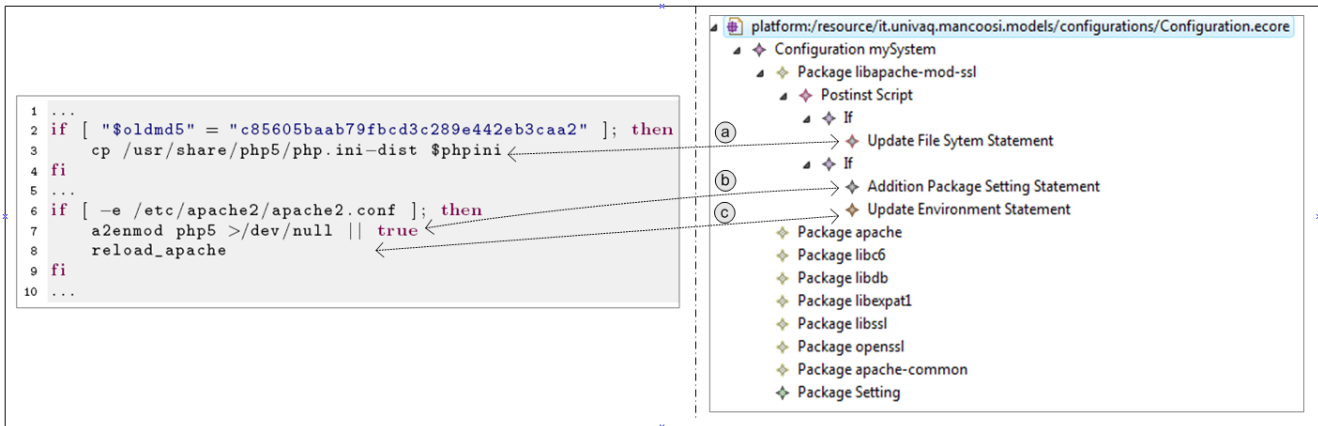 1 ...
2 if [ "$oldmd5" = "c85605baab79fbcd3c289e442eb3caa2" ]; then
3 cp /usr/share/php5/php.ini-dist $phpini
4 fi
5 ...
6 if [ -e /etc/apache2/apache2.conf ]; then
7 a2enmod php5 >/dev/null || true
8 reload_apache
9 fi
10 ...
a
b
c
platform:/resource/it.univaq.mancoosi.models/configurations/Configuration.ecore
Configuration mySystem
Package libapache-mod-ssl
Postinst Script
If
Update File Sytem Statement
If
Addition Package Setting Statement
Update Environment Statement
Package apache
Package libc6
Package libdb
Package libexpat1
Package libssl
Package openssl
Package apache-common
Package Setting